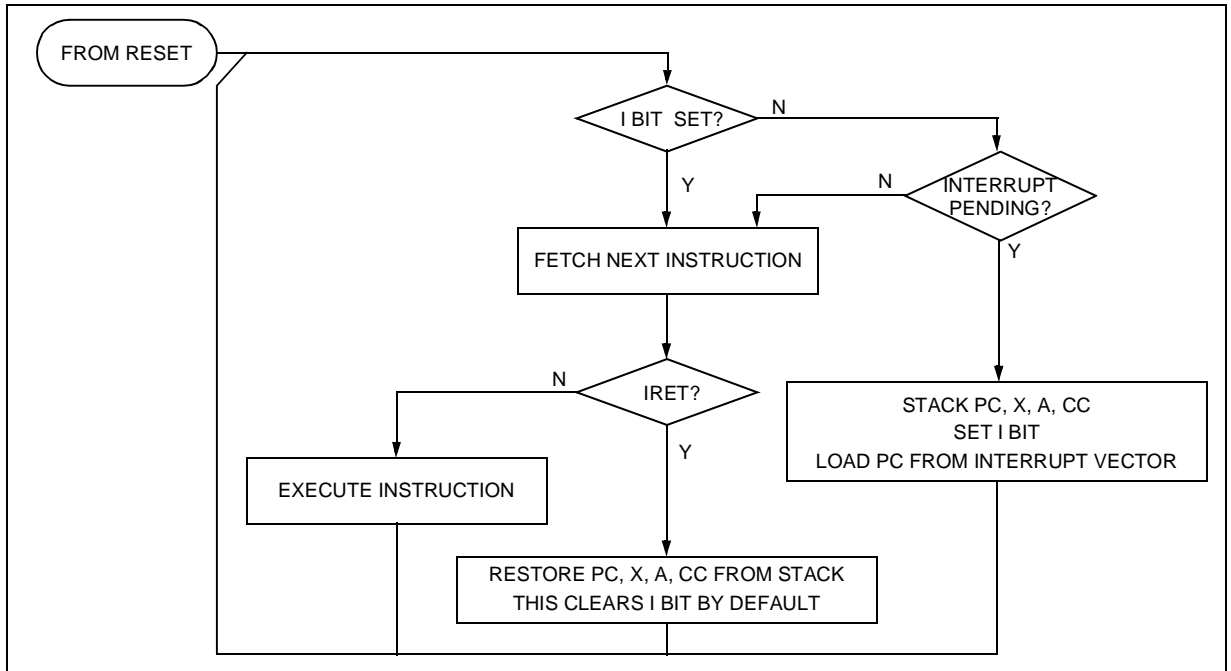 FROM RESET
I BIT SET?
N
Y
N
INTERRUPT
PENDING?
Y
FETCH NEXT INSTRUCTION
N
IRET?
Y
STACK PC, X, A, CC
SET I BIT
LOAD PC FROM INTERRUPT VECTOR
EXECUTE INSTRUCTION
RESTORE PC, X, A, CC FROM STACK
THIS CLEARS I BIT BY DEFAULT